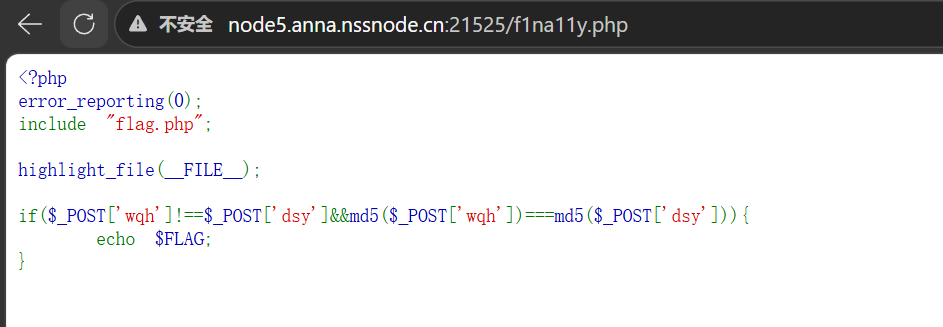 不安全 node5.anna.nssnode.cn:21525/f1na11y.php
<?php
error_reporting(0);
include "flag.php";
highlight_file(__FILE__);
if($_POST['wqh']!==$_POST['dsy']&&md5($_POST['wqh'])===md5($_POST['dsy'])){
echo $FLAG;
}